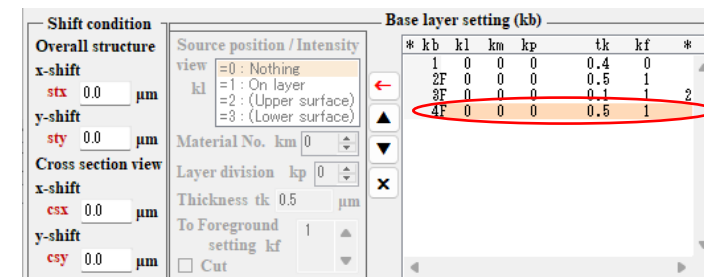 Shift condition
Overall structure
x-shift
stx 0.0 µm
y-shift
sty 0.0 µm
Cross section view
x-shift
csx 0.0 µm
y-shift
csy 0.0 µm
Base layer setting (kb)
Source position / Intensity
view
kl
=0 : Nothing
=1 : On layer
=2 : (Upper surface)
=3 : (Lower surface)
Material No. km 0
Layer division kp 0
Thickness tk 0.5 µm
To Foreground
setting kf 1
Cut
* kb kl km kp tk kf *
1 0 0 0 0.4 0
2F 0 0 0 0.5 1
3F 0 0 0 0.1 1 2
4F 0 0 0 0.5 1